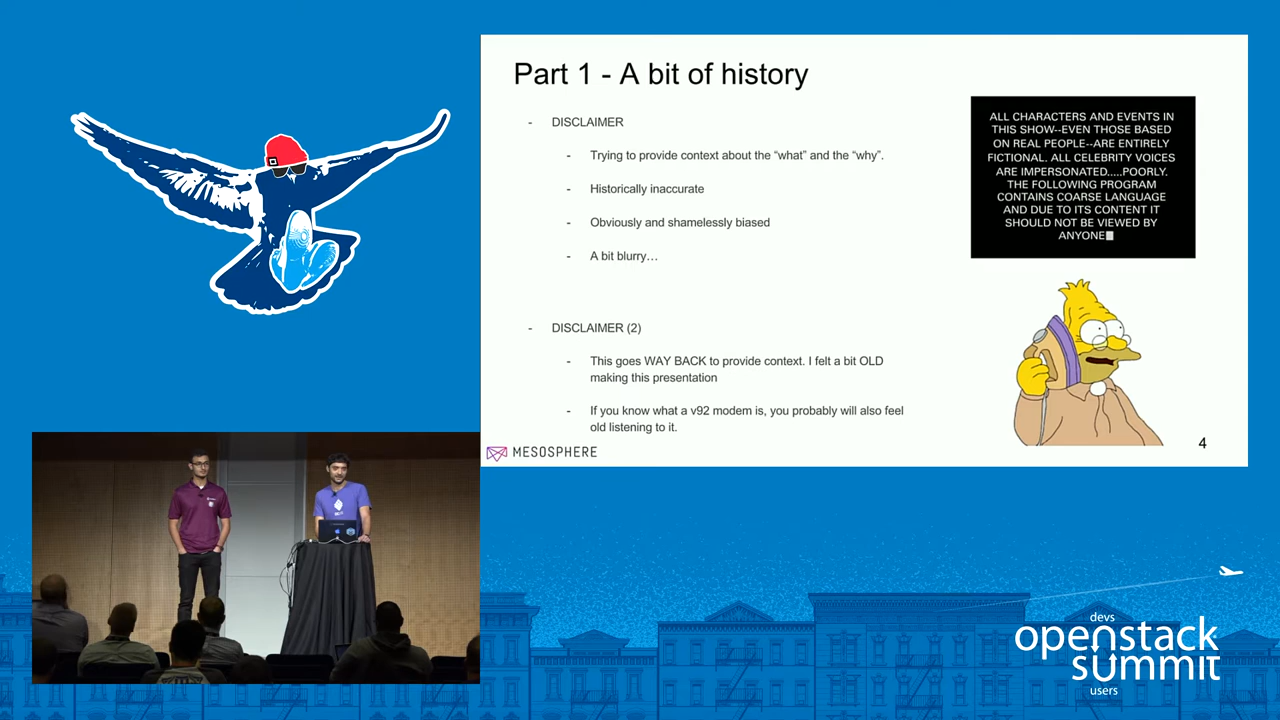 Part 1 - A bit of history
- DISCLAIMER
- Trying to provide context about the “what” and the “why”.
- Historically inaccurate
- Obviously and shamelessly biased
- A bit blurry…
- DISCLAIMER (2)
- This goes WAY BACK to provide context. I felt a bit OLD
making this presentation
- If you know what a v92 modem is, you probably will also feel
old listening to it.
ALL CHARACTERS AND EVENTS IN
THIS SHOW--EVEN THOSE BASED
ON REAL PEOPLE--ARE ENTIRELY
FICTIONAL. ALL CELEBRITY VOICES
ARE IMPERSONATED.....POORLY.
THE FOLLOWING PROGRAM
CONTAINS COARSE LANGUAGE
AND DUE TO ITS CONTENT IT
SHOULD NOT BE VIEWED BY
ANYONE
MESOSPHERE
4
devs
openstack
summit
users